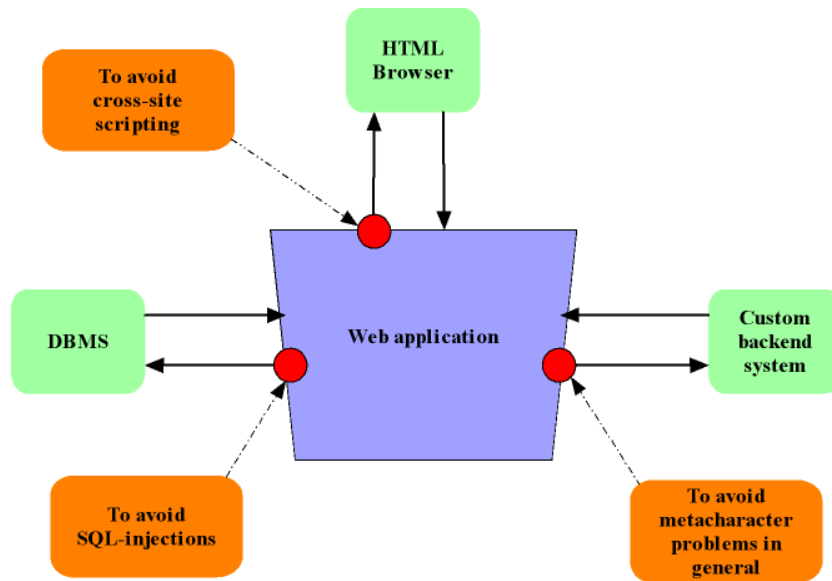 HTML
Browser
To avoid
cross-site
scripting
DBMS
Web application
Custom
backend
system
To avoid
SQL-injections
To avoid
metacharacter
problems in
general